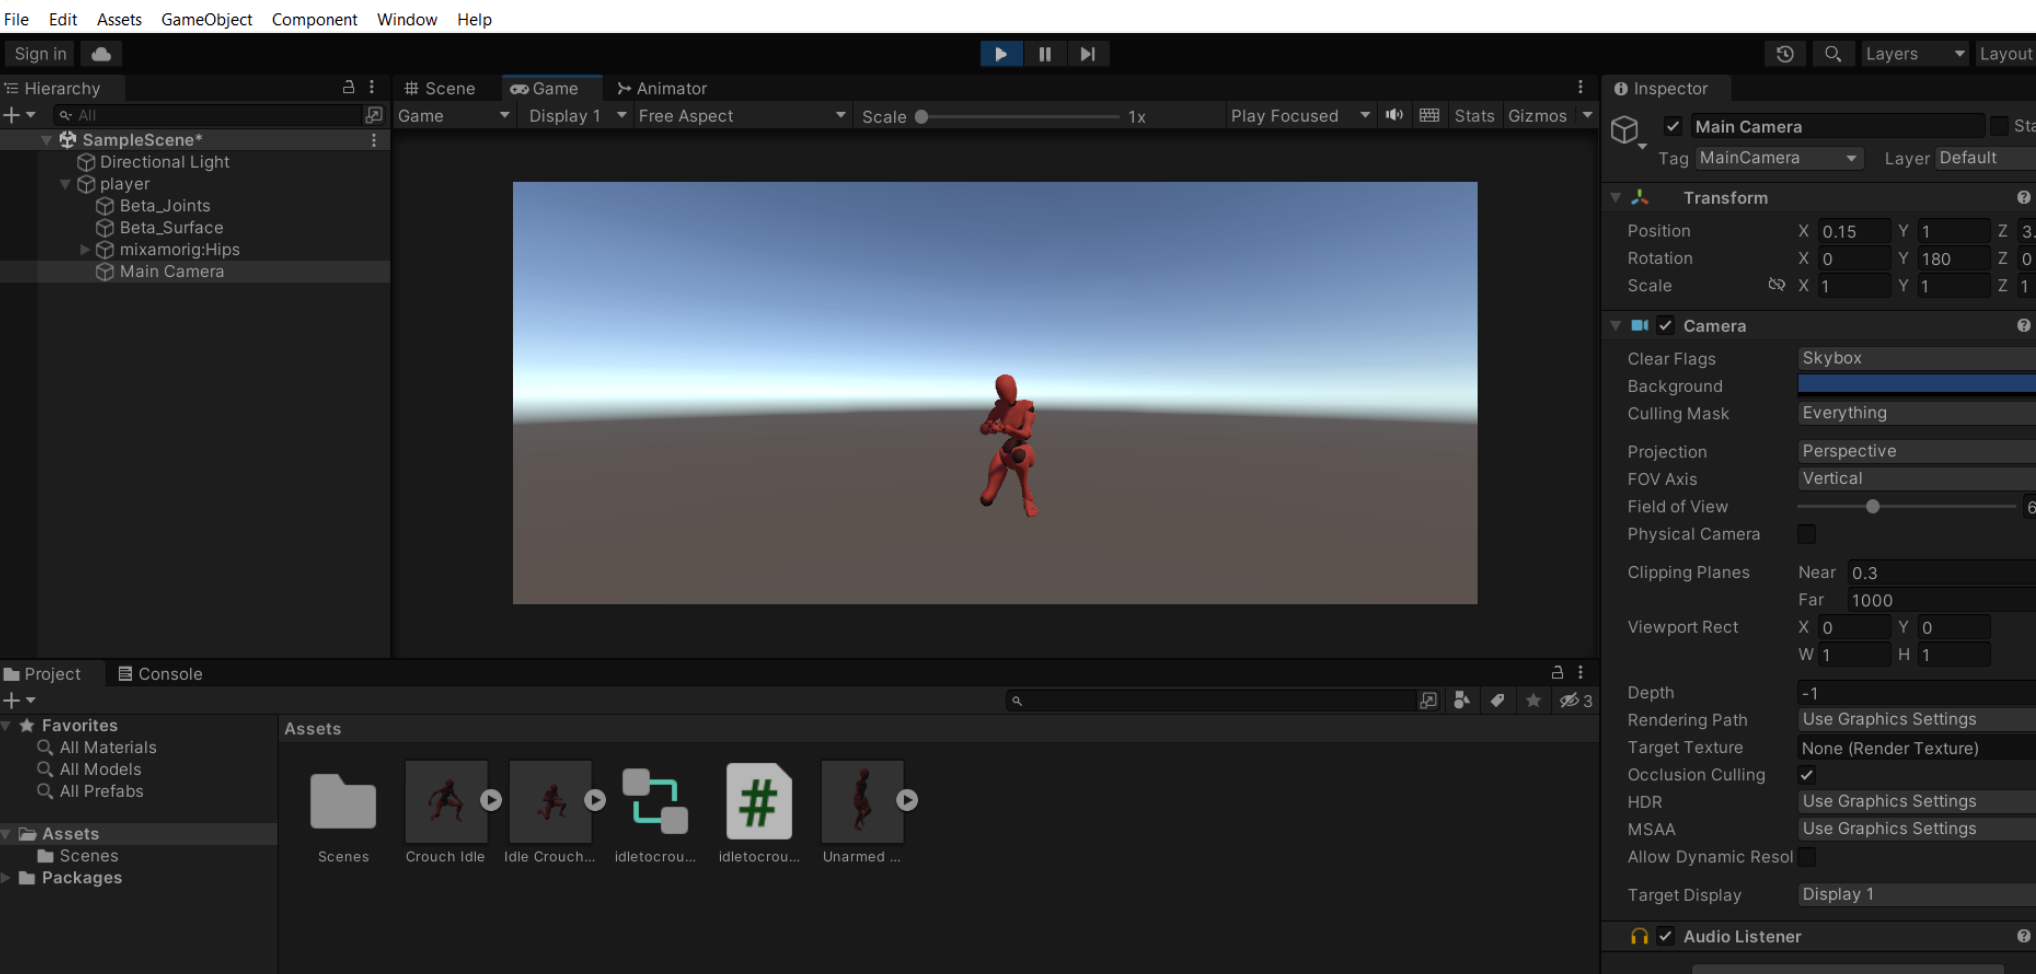 File Edit Assets GameObject Component Window Help
Sign in
Layers
Layout
Hierarchy
All
SampleScene*
Directional Light
player
Beta_Joints
Beta_Surface
mixamorig:Hips
Main Camera
Scene Game Animator
Game Display 1 Free Aspect Scale 1x Play Focused Stats Gizmos
Inspector
Main Camera
Tag MainCamera Layer Default
Transform
Position X 0.15 Y 1 Z 3.
Rotation X 0 Y 180 Z 0
Scale X 1 Y 1 Z 1
Camera
Clear Flags Skybox
Background
Culling Mask Everything
Projection Perspective
FOV Axis Vertical
Field of View 6
Physical Camera
Clipping Planes Near 0.3
Far 1000
Viewport Rect X 0 Y 0
W 1 H 1
Depth -1
Rendering Path Use Graphics Settings
Target Texture None (Render Texture)
Occlusion Culling
HDR Use Graphics Settings
MSAA Use Graphics Settings
Allow Dynamic Resol
Target Display Display 1
Audio Listener
Project Console
3
Favorites
All Materials
All Models
All Prefabs
Assets
Scenes
Packages
Assets
Scenes
Crouch Idle
Idle Crouch...
idletocrou...
idletocrou...
Unarmed ...